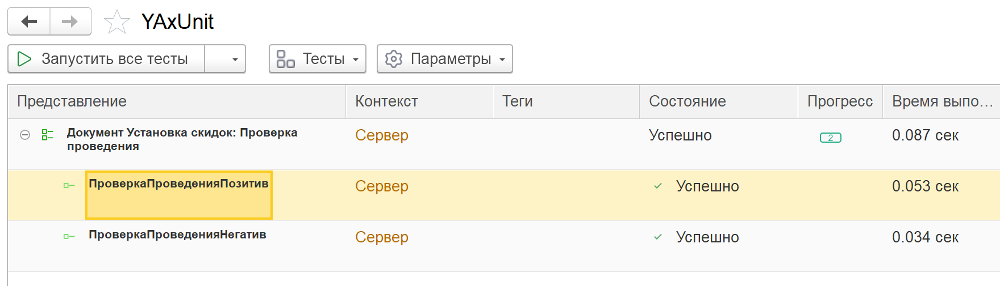 YAxUnit
Запустить все тесты Тесты Параметры
Представление Контекст Теги Состояние Прогресс Время выпо...
Документ Установка скидок: Проверка
проведения Сервер Успешно 2 0.087 сек
ПроверкаПроведенияПозитив Сервер Успешно 0.053 сек
ПроверкаПроведенияНегатив Сервер Успешно 0.034 сек